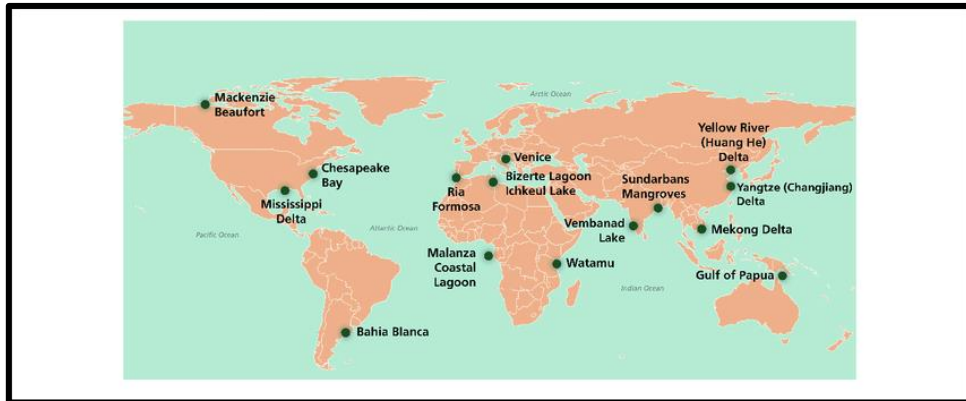 Arctic Ocean
Mackenzie
Beaufort
Yellow River
(Huang He)
Delta
Venice
Chesapeake
Bay
Bizerte Lagoon
Ichkeul Lake
Sundarbans
Mangroves
Ria
Formosa
Yangtze (Changjiang)
Delta
Mississippi
Delta
Vembanad
Lake
Mekong Delta
Pacific Ocean
Atlantic Ocean
Malanza
Coastal
Lagoon
Watamu
Gulf of Papua
Indian Ocean
Bahia Blanca